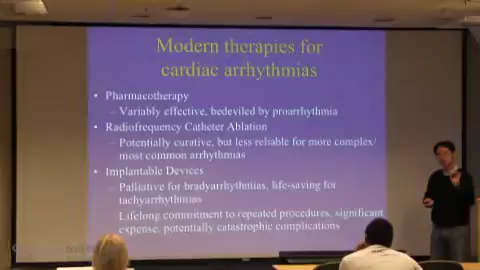 Modern therapies for
cardiac arrhythmias
• Pharmacotherapy
– Variably effective, bedeviled by proarrhythmia
• Radiofrequency Catheter Ablation
– Potentially curative, but less reliable for more complex/
most common arrhythmias
• Implantable Devices
– Palliative for bradyarrhythmias, life-saving for
tachyarrhythmias
Lifelong commitment to repeated procedures, significant
expense, potentially catastrophic complications